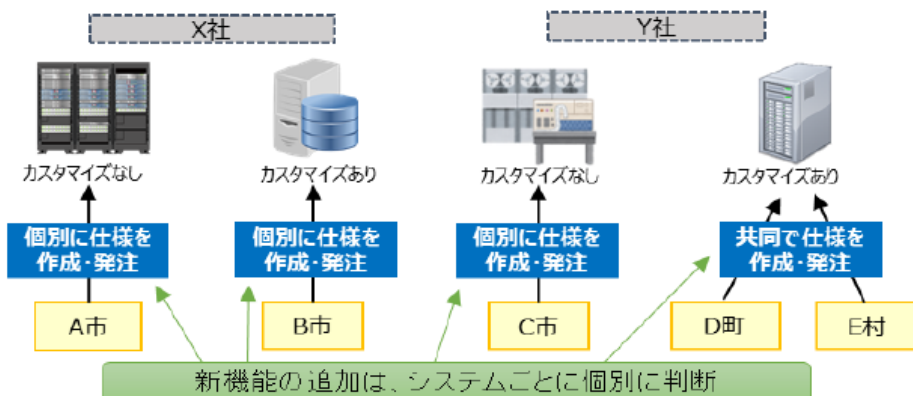 X社
Y社
カスタマイズなし
カスタマイズあり
カスタマイズなし
カスタマイズあり
個別に仕様を
作成・発注
個別に仕様を
作成・発注
個別に仕様を
作成・発注
共同で仕様を
作成・発注
A市
B市
C市
D町
E村
新機能の追加は、システムごとに個別に判断